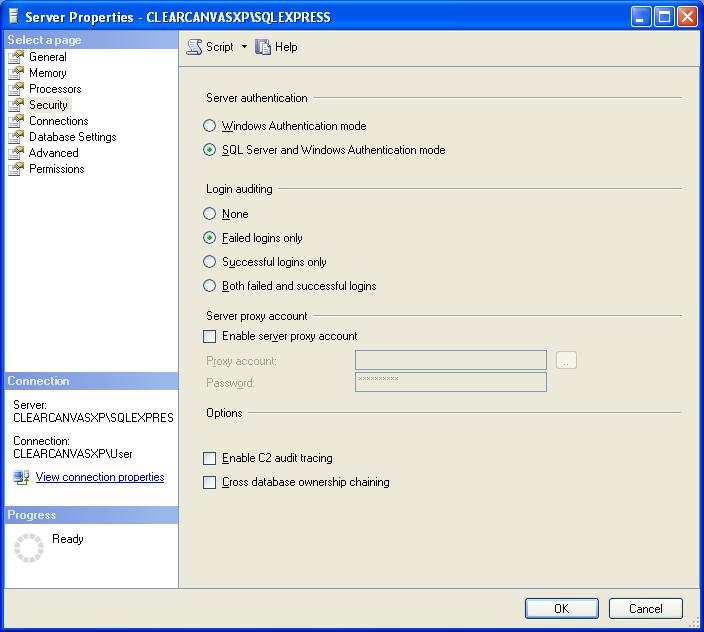 Server Properties - CLEARCANVASXP\SQLEXPRESS
Select a page
General
Memory
Processors
Security
Connections
Database Settings
Advanced
Permissions
Script
Help
Server authentication
Windows Authentication mode
SQL Server and Windows Authentication mode
Login auditing
None
Failed logins only
Successful logins only
Both failed and successful logins
Server proxy account
Enable server proxy account
Proxy account:
...
Password:
**********
Options
Enable C2 audit tracing
Cross database ownership chaining
Connection
Server:
CLEARCANVASXP\SQLEXPRES
Connection:
CLEARCANVASXP\User
View connection properties
Progress
Ready
OK
Cancel